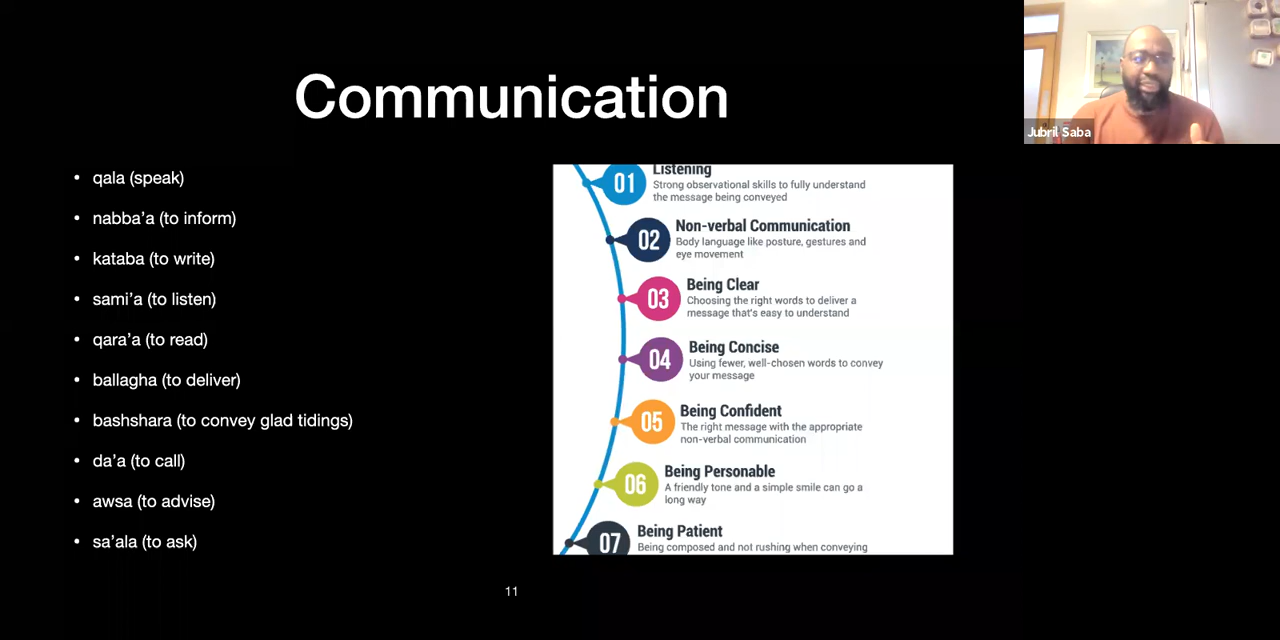 Communication
• qala (speak)
• nabba’a (to inform)
• kataba (to write)
• sami’a (to listen)
• qara’a (to read)
• ballagha (to deliver)
• bashshara (to convey glad tidings)
• da’a (to call)
• awsa (to advise)
• sa’ala (to ask)
01
Listening
Strong observational skills to fully understand
the message being conveyed
02
Non-verbal Communication
Body language like posture, gestures and
eye movement
03
Being Clear
Choosing the right words to deliver a
message that's easy to understand
04
Being Concise
Using fewer, well-chosen words to convey
your message
05
Being Confident
The right message with the appropriate
non-verbal communication
06
Being Personable
A friendly tone and a simple smile can go a
long way
07
Being Patient
Being composed and not rushing when conveying
11
Jubril Saba